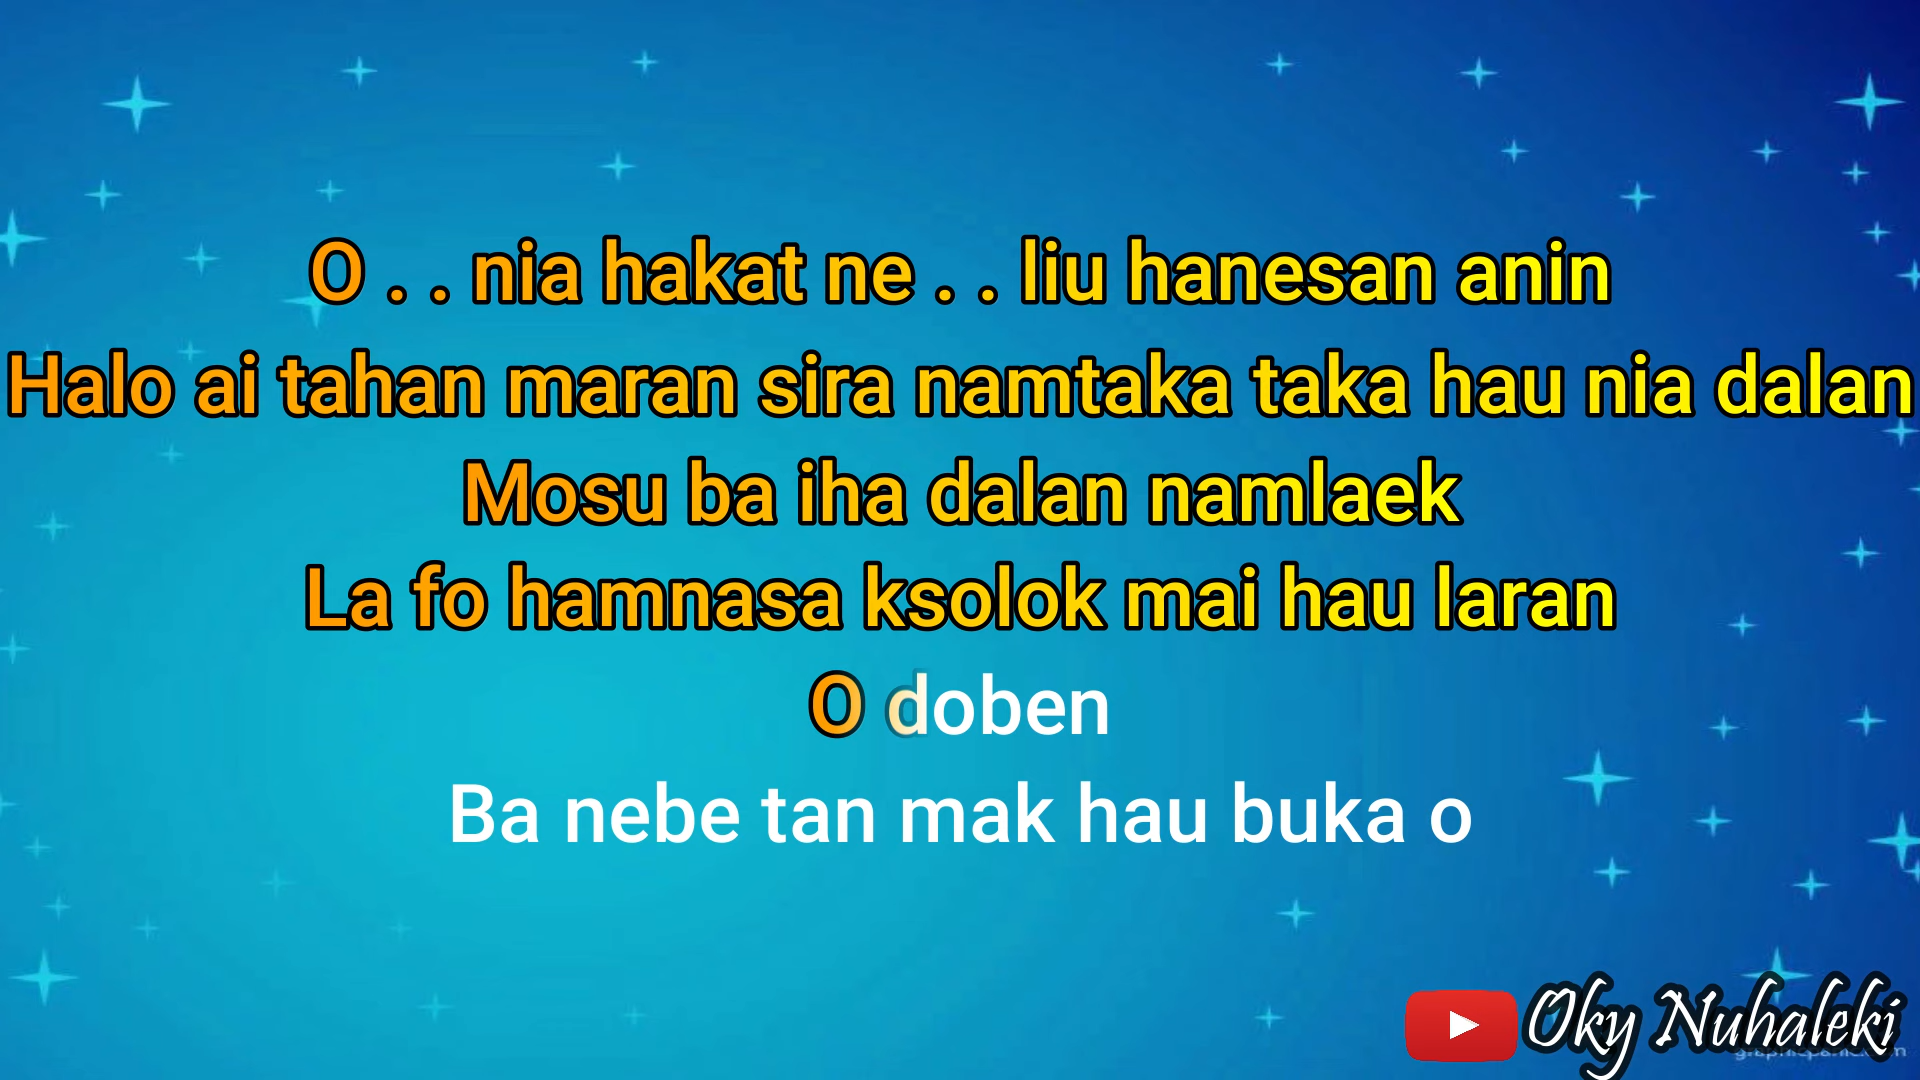 O . . nia hakat ne . . liu hanesan anin
Halo ai tahan maran sira namtaka taka hau nia dalan
Mosu ba iha dalan namlaek
La fo hamnasa ksolok mai hau laran
O doben
Ba nebe tan mak hau buka o
Oky Nuhaleki